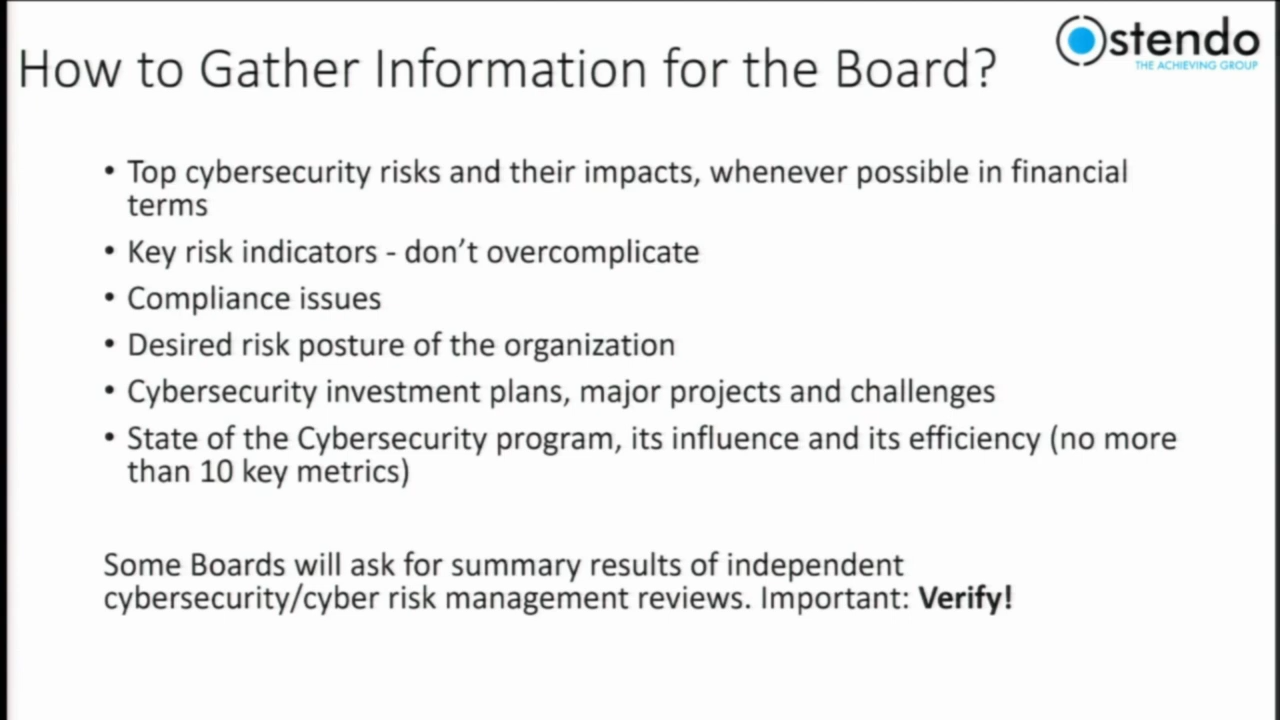 How to Gather Information for the Board?
Ostendo
THE ACHIEVING GROUP
• Top cybersecurity risks and their impacts, whenever possible in financial
terms
• Key risk indicators - don’t overcomplicate
• Compliance issues
• Desired risk posture of the organization
• Cybersecurity investment plans, major projects and challenges
• State of the Cybersecurity program, its influence and its efficiency (no more
than 10 key metrics)
Some Boards will ask for summary results of independent
cybersecurity/cyber risk management reviews. Important: Verify!